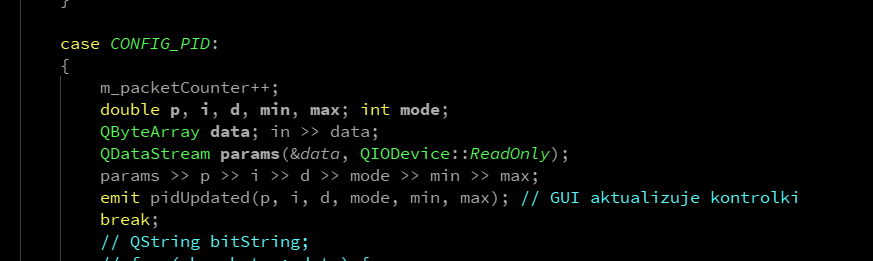 }
case CONFIG_PID:
{
m_packetCounter++;
double p, i, d, min, max; int mode;
QByteArray data; in >> data;
QDataStream params(&data, QIODevice::ReadOnly);
params >> p >> i >> d >> mode >> min >> max;
emit pidUpdated(p, i, d, mode, min, max); // GUI aktualizuje kontrolki
break;
// QString bitString;